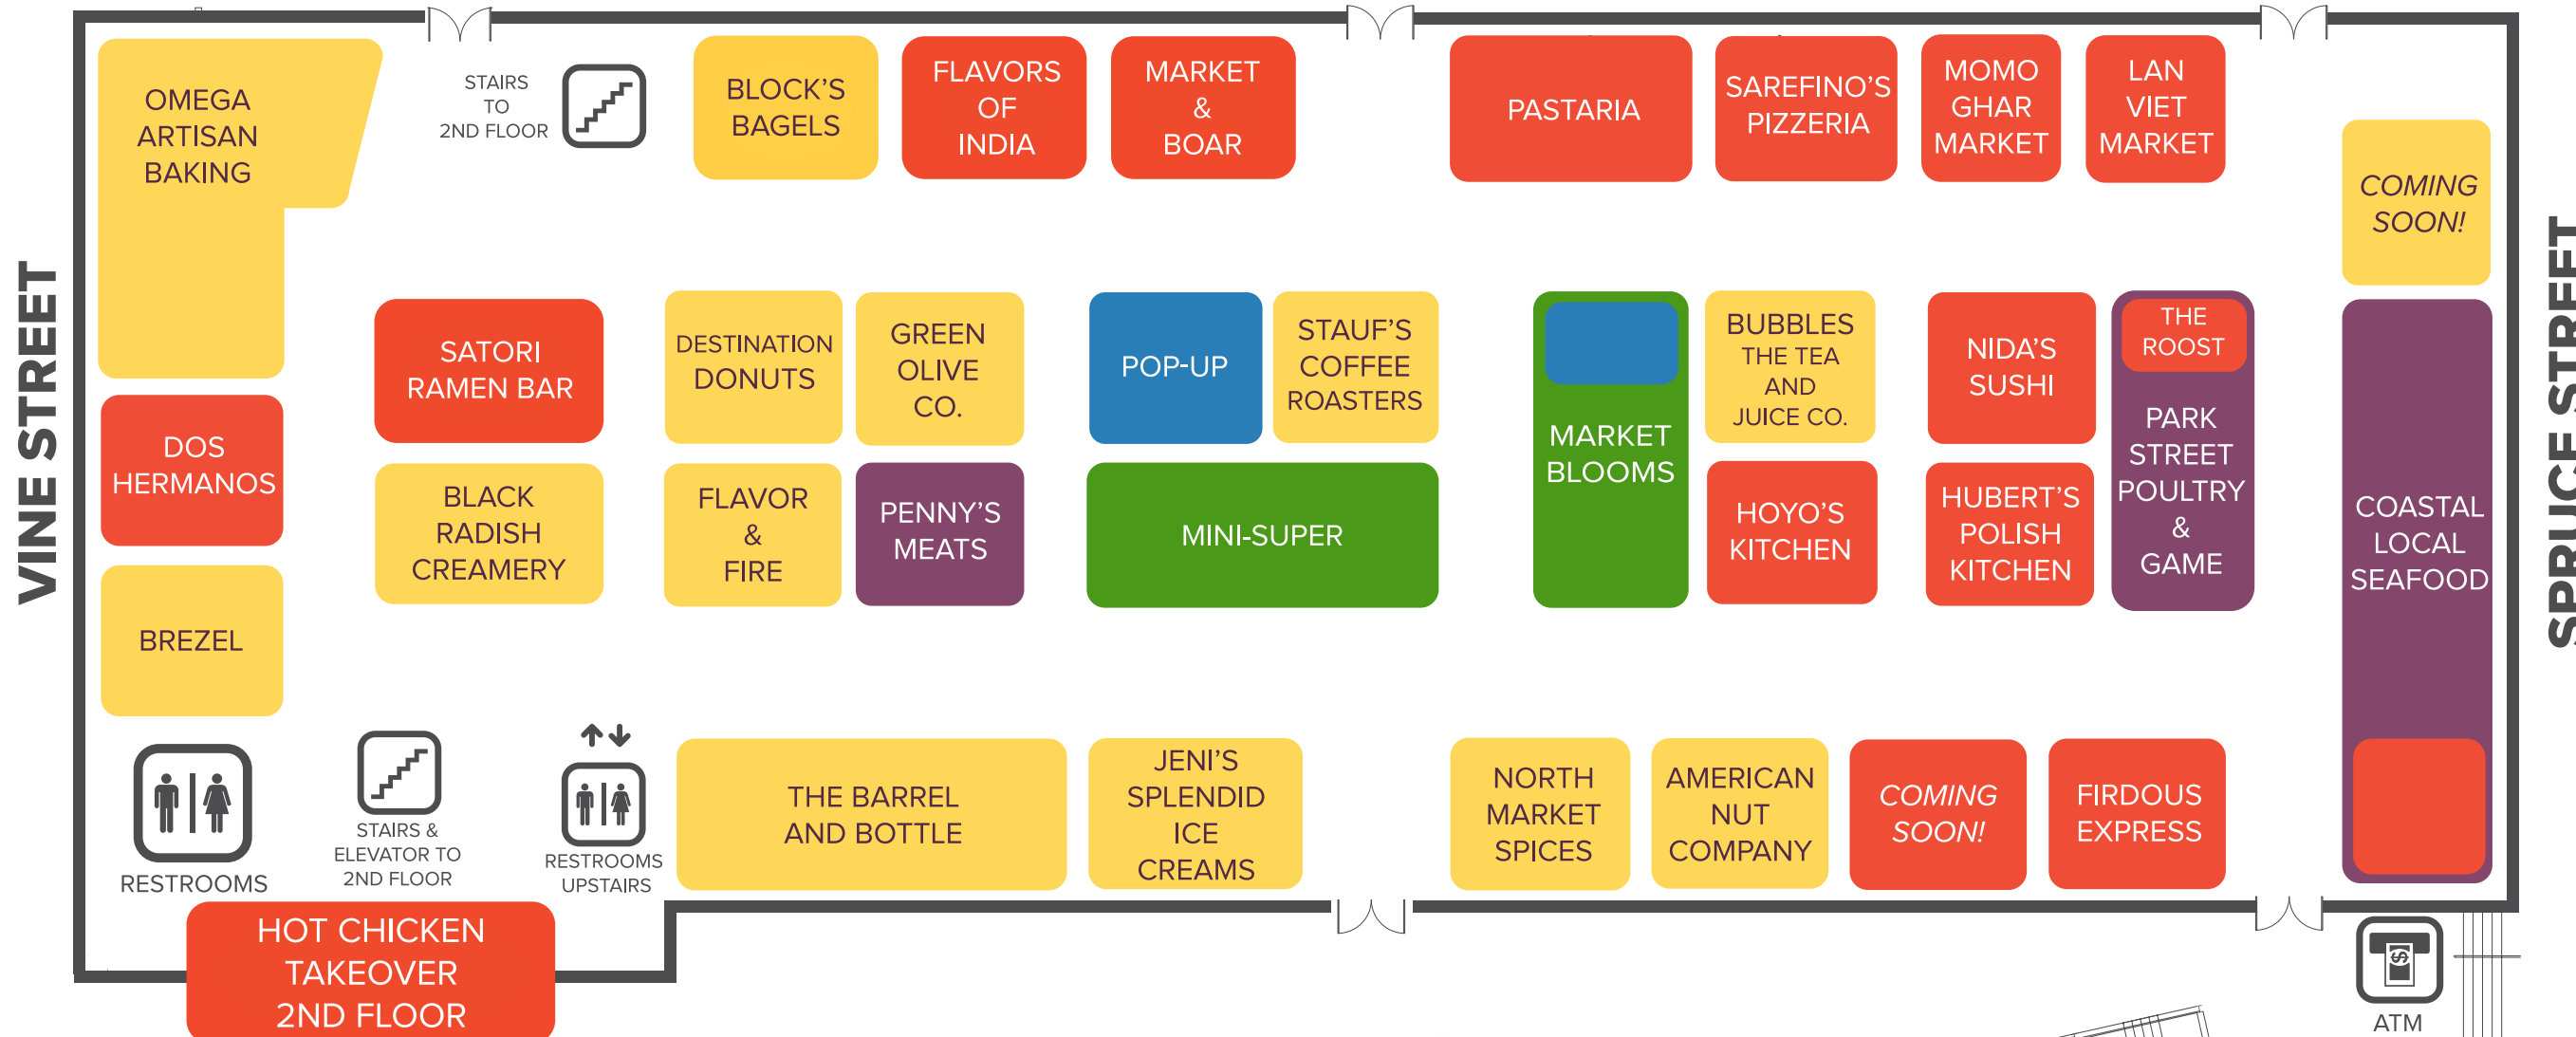 VINE STREET
OMEGA
ARTISAN
BAKING
STAIRS
TO
2ND FLOOR
BLOCK'S
BAGELS
FLAVORS
OF
INDIA
MARKET
&
BOAR
PASTARIA
SAREFINO'S
PIZZERIA
MOMO
GHAR
MARKET
LAN
VIET
MARKET
COMING
SOON!
SPRUCE STREET
DOS
HERMANOS
BREZEL
SATORI
RAMEN BAR
DESTINATION
DONUTS
GREEN
OLIVE
CO.
POP-UP
STAUF'S
COFFEE
ROASTERS
MARKET
BLOOMS
BUBBLES
THE TEA
AND
JUICE CO.
NIDA'S
SUSHI
THE
ROOST
PARK
STREET
POULTRY
&
GAME
COASTAL
LOCAL
SEAFOOD
BLACK
RADISH
CREAMERY
FLAVOR
&
FIRE
PENNY'S
MEATS
MINI-SUPER
HOYO'S
KITCHEN
HUBERT'S
POLISH
KITCHEN
RESTROOMS
STAIRS &
ELEVATOR TO
2ND FLOOR
RESTROOMS
UPSTAIRS
THE BARREL
AND BOTTLE
JENI'S
SPLENDID
ICE
CREAMS
NORTH
MARKET
SPICES
AMERICAN
NUT
COMPANY
COMING
SOON!
FIRDOUS
EXPRESS
HOT CHICKEN
TAKEOVER
2ND FLOOR
$
ATM